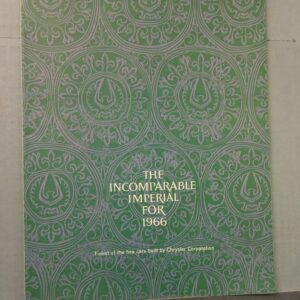 THE
INCOMPARABLE
IMPERIAL
FOR
1966
Finest of the fine cars built by Chrysler Corporation